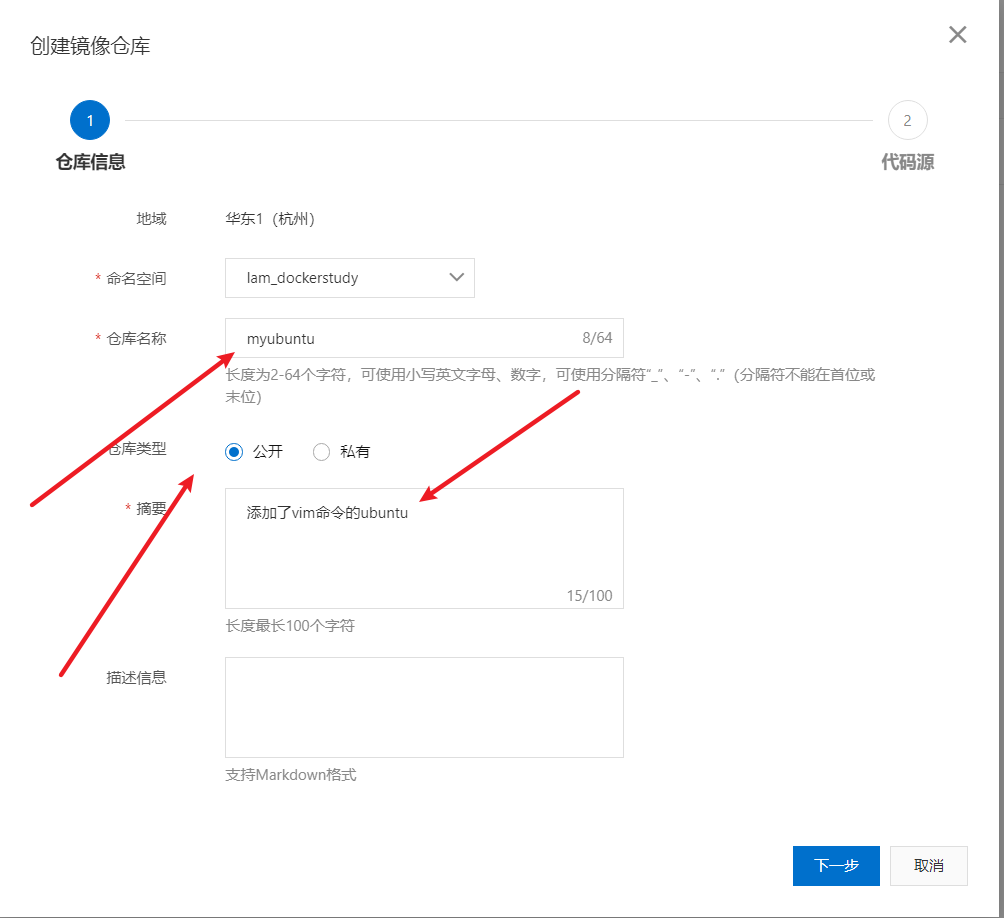 创建镜像仓库
1
2
仓库信息
代码源
地域
华东1（杭州）
* 命名空间
lam_dockerstudy
* 仓库名称
myubuntu
8/64
长度为2-64个字符，可使用小写英文字母、数字，可使用分隔符“_”、“-”、“.”（分隔符不能在首位或
末位）
仓库类型
公开
私有
* 摘要
添加了vim命令的ubuntu
15/100
长度最长100个字符
描述信息
支持Markdown格式
下一步
取消